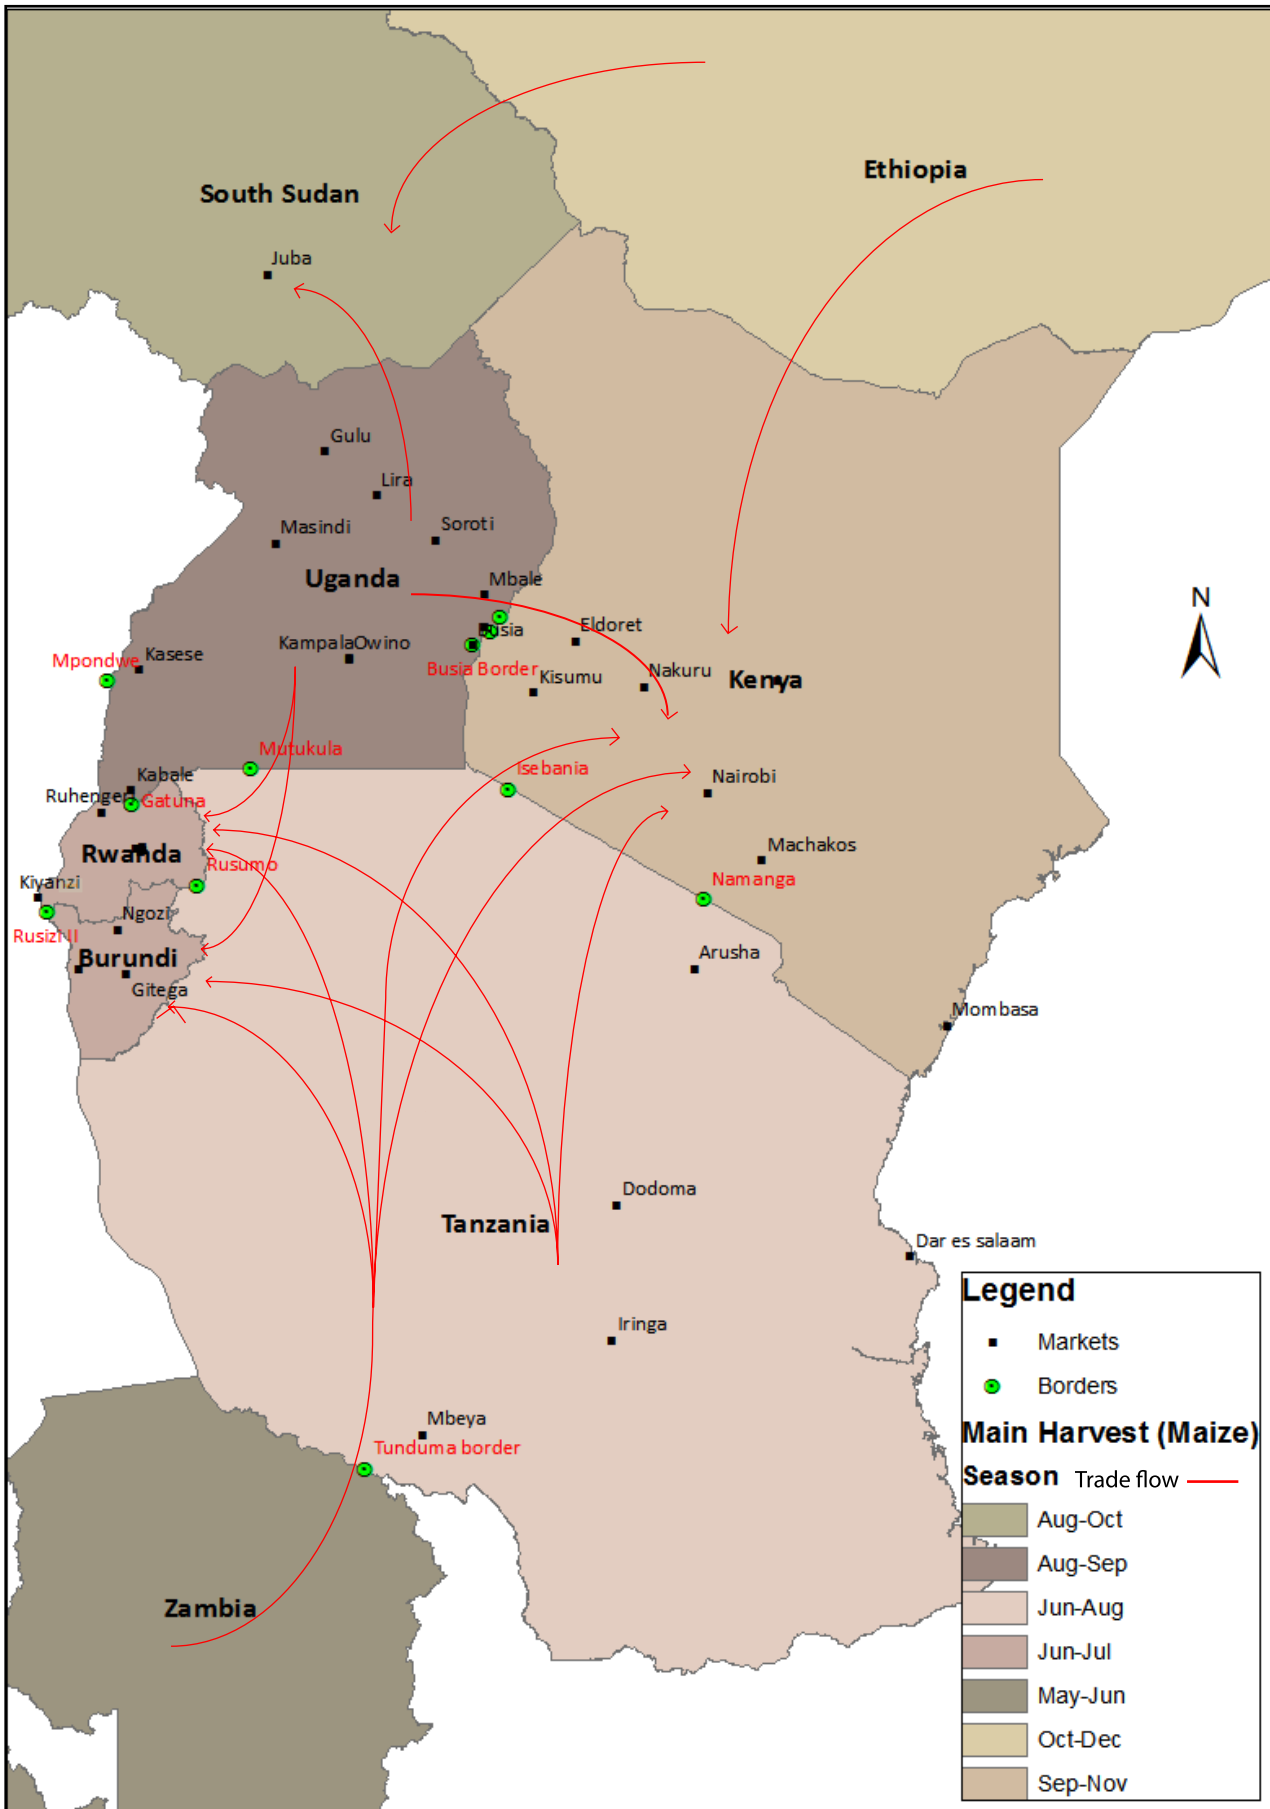 Ethiopia
South Sudan
Juba
Gulu
Lira
Masindi
Soroti
Uganda
Mbale
Busia
Eldoret
KampalaOwino
Kasese
Mpondwe
Busia Border
Kisumu
Nakuru
Kenya
N
Mutukula
Isebania
Kabale
Nairobi
Ruhengeri
Gatuna
Machakos
Rwanda
Rusumo
Namanga
Kiyanzi
Ngozi
Rusizi II
Burundi
Gitega
Arusha
Mombasa
Dodoma
Tanzania
Dar es salaam
Iringa
Mbeya
Tunduma border
Zambia
Legend
Markets
Borders
Main Harvest (Maize)
Season Trade flow
Aug-Oct
Aug-Sep
Jun-Aug
Jun-Jul
May-Jun
Oct-Dec
Sep-Nov